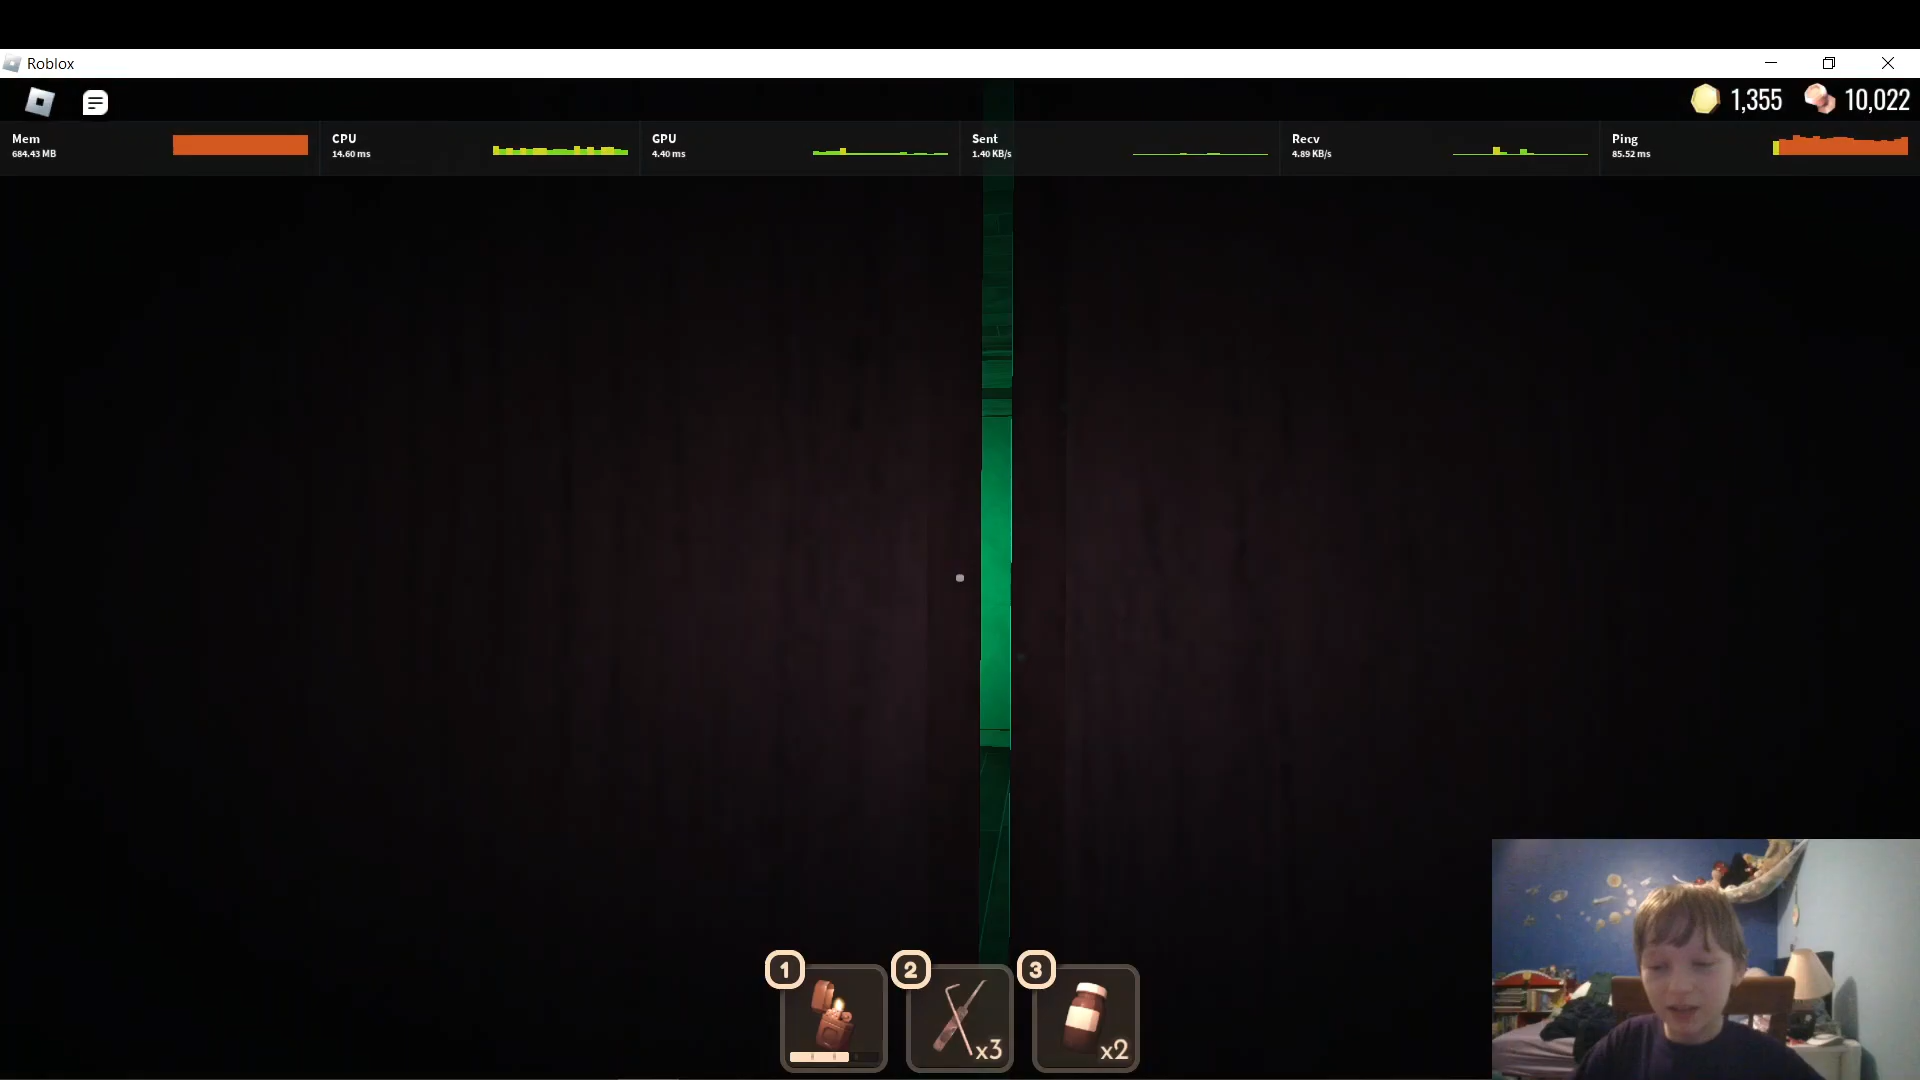 Roblox
1,355
10,022
Mem
684.43 MB
CPU
14.60 ms
GPU
4.40 ms
Sent
1.40 KB/s
Recv
4.89 KB/s
Ping
85.52 ms
1
2
3
x3
x2